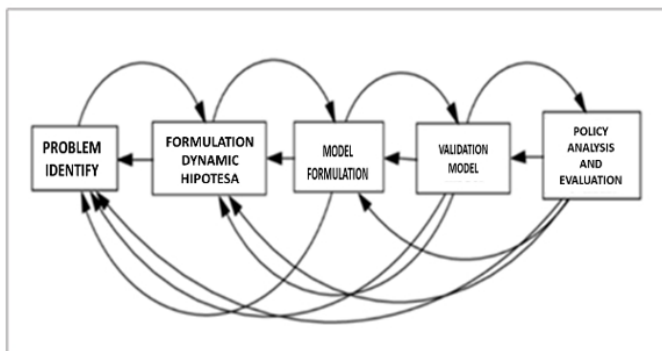 PROBLEM
IDENTIFY
FORMULATION
DYNAMIC
HIPOTESA
MODEL
FORMULATION
VALIDATION
MODEL
POLICY
ANALYSIS
AND
EVALUATION